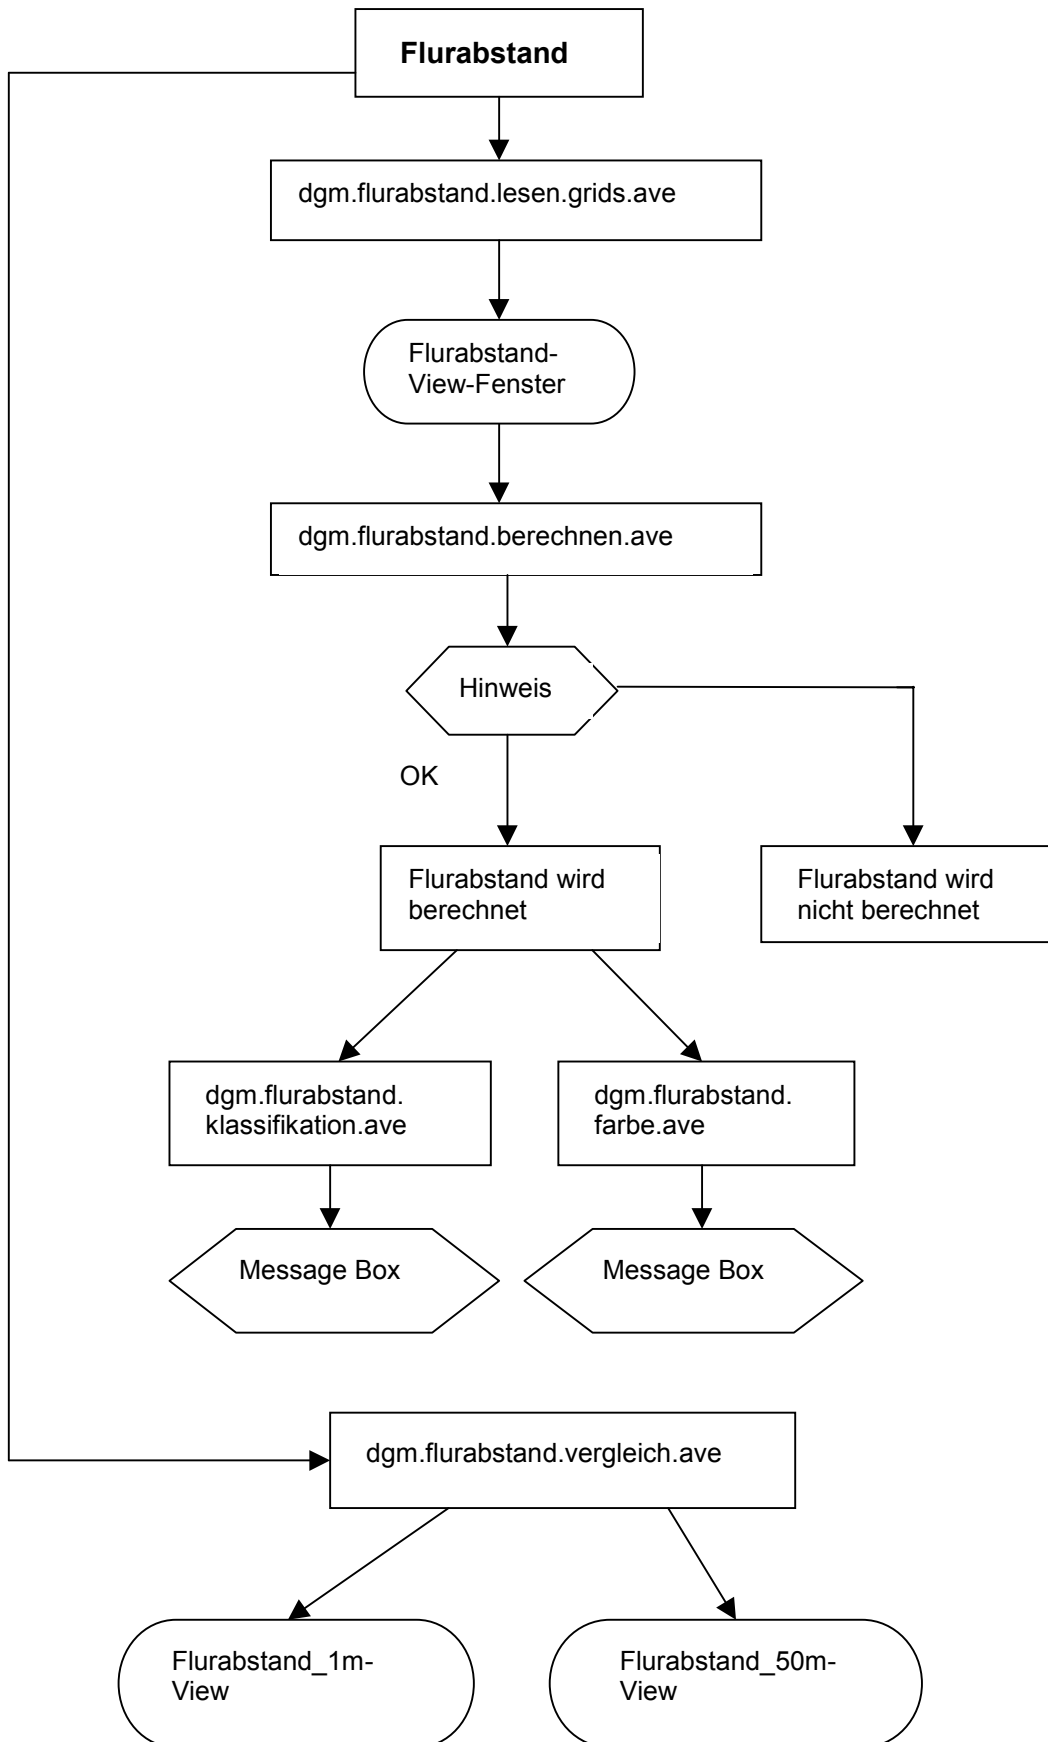 Flurabstand
dgm.flurabstand.lesen.grids.ave
Flurabstand-
View-Fenster
dgm.flurabstand.berechnen.ave
Hinweis
OK
Flurabstand wird
berechnet
Flurabstand wird
nicht berechnet
dgm.flurabstand.
klassifikation.ave
dgm.flurabstand.
farbe.ave
Message Box
Message Box
dgm.flurabstand.vergleich.ave
Flurabstand_1m-
View
Flurabstand_50m-
View